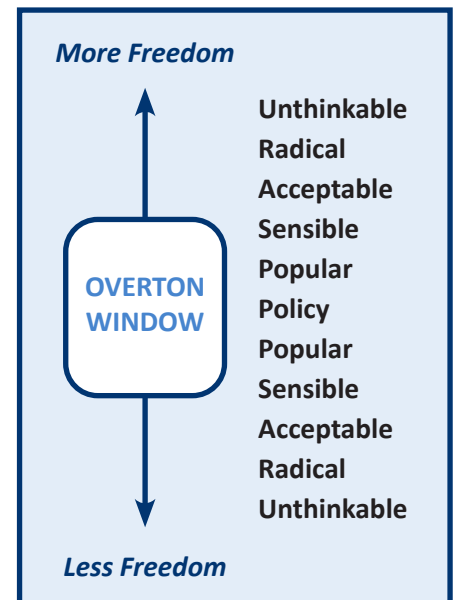 More Freedom
OVERTON
WINDOW
Less Freedom
Unthinkable
Radical
Acceptable
Sensible
Popular
Policy
Popular
Sensible
Acceptable
Radical
Unthinkable